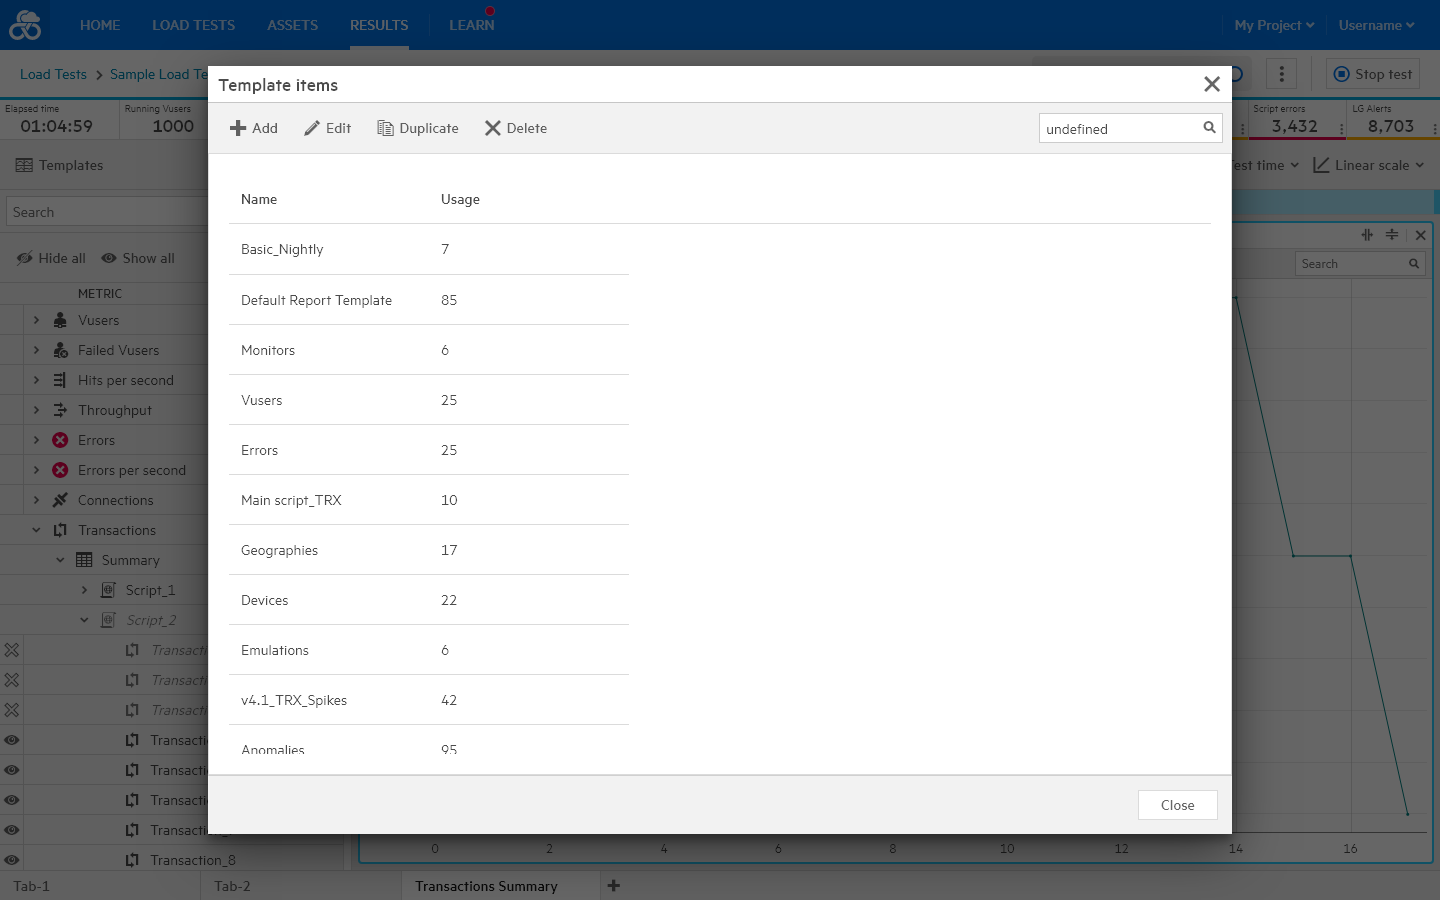 HOME LOAD TESTS ASSETS RESULTS LEARN My Project Username
Load Tests Sample Load Te Stop test
Template items
Elapsed time Running Vusers Script errors LG Alerts
01:04:59 1000 3,432 8,703
Add Edit Duplicate Delete undefined
Templates Test time Linear scale
Search
Name Usage
Hide all Show all Search
Basic_Nightly 7
METRIC
Default Report Template 85
Vusers
Monitors 6
Failed Vusers
Hits per second
Vusers 25
Throughput
Errors
Errors 25
Errors per second
Main script_TRX 10
Connections
Transactions
Geographies 17
Summary
Script_1
Devices 22
Script_2
Emulations 6
Transacti
Transacti
v4.1_TRX_Spikes 42
Transacti
Transacti
Anomalies 95
Transacti
Transacti
Close
Transaction_
Transaction_8
0 2 4 6 8 10 12 14 16
Tab-1 Tab-2 Transactions Summary